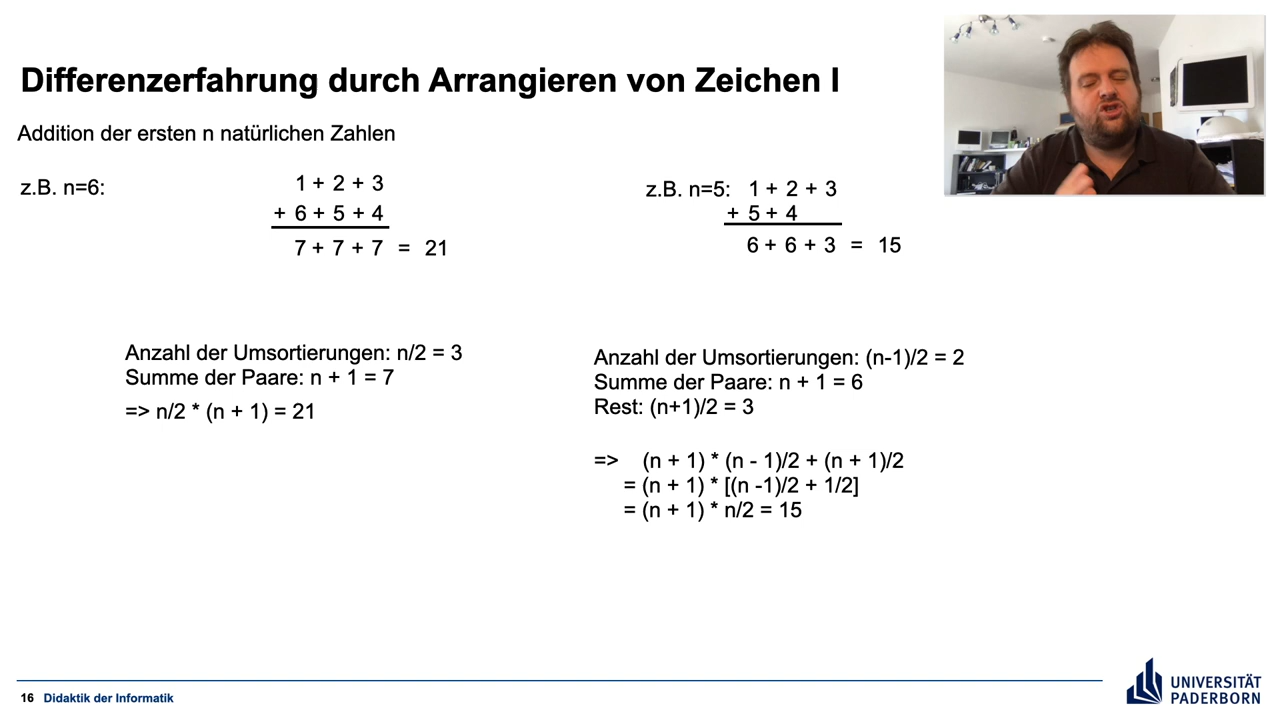 Differenzerfahrung durch Arrangieren von Zeichen I
Addition der ersten n natürlichen Zahlen
z.B. n=6:
1 + 2 + 3
+ 6 + 5 + 4
7 + 7 + 7 = 21
Anzahl der Umsortierungen: n/2 = 3
Summe der Paare: n + 1 = 7
=> n/2 * (n + 1) = 21
z.B. n=5: 1 + 2 + 3
+ 5 + 4
6 + 6 + 3 = 15
Anzahl der Umsortierungen: (n-1)/2 = 2
Summe der Paare: n + 1 = 6
Rest: (n+1)/2 = 3
=> (n + 1) * (n - 1)/2 + (n + 1)/2
= (n + 1) * [(n -1)/2 + 1/2]
= (n + 1) * n/2 = 15
16 Didaktik der Informatik
UNIVERSITÄT
PADERBORN